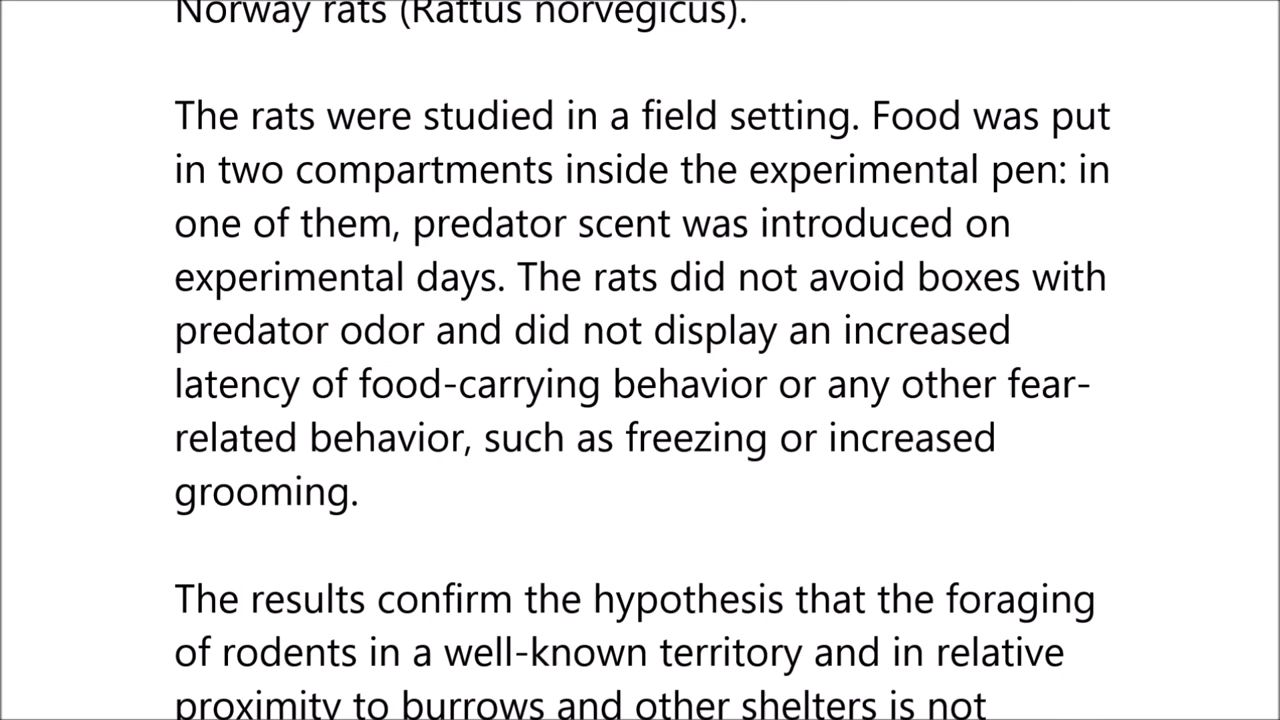 Norway rats (Rattus norvegicus).
The rats were studied in a field setting. Food was put
in two compartments inside the experimental pen: in
one of them, predator scent was introduced on
experimental days. The rats did not avoid boxes with
predator odor and did not display an increased
latency of food-carrying behavior or any other fear-
related behavior, such as freezing or increased
grooming.
The results confirm the hypothesis that the foraging
of rodents in a well-known territory and in relative
proximity to burrows and other shelters is not